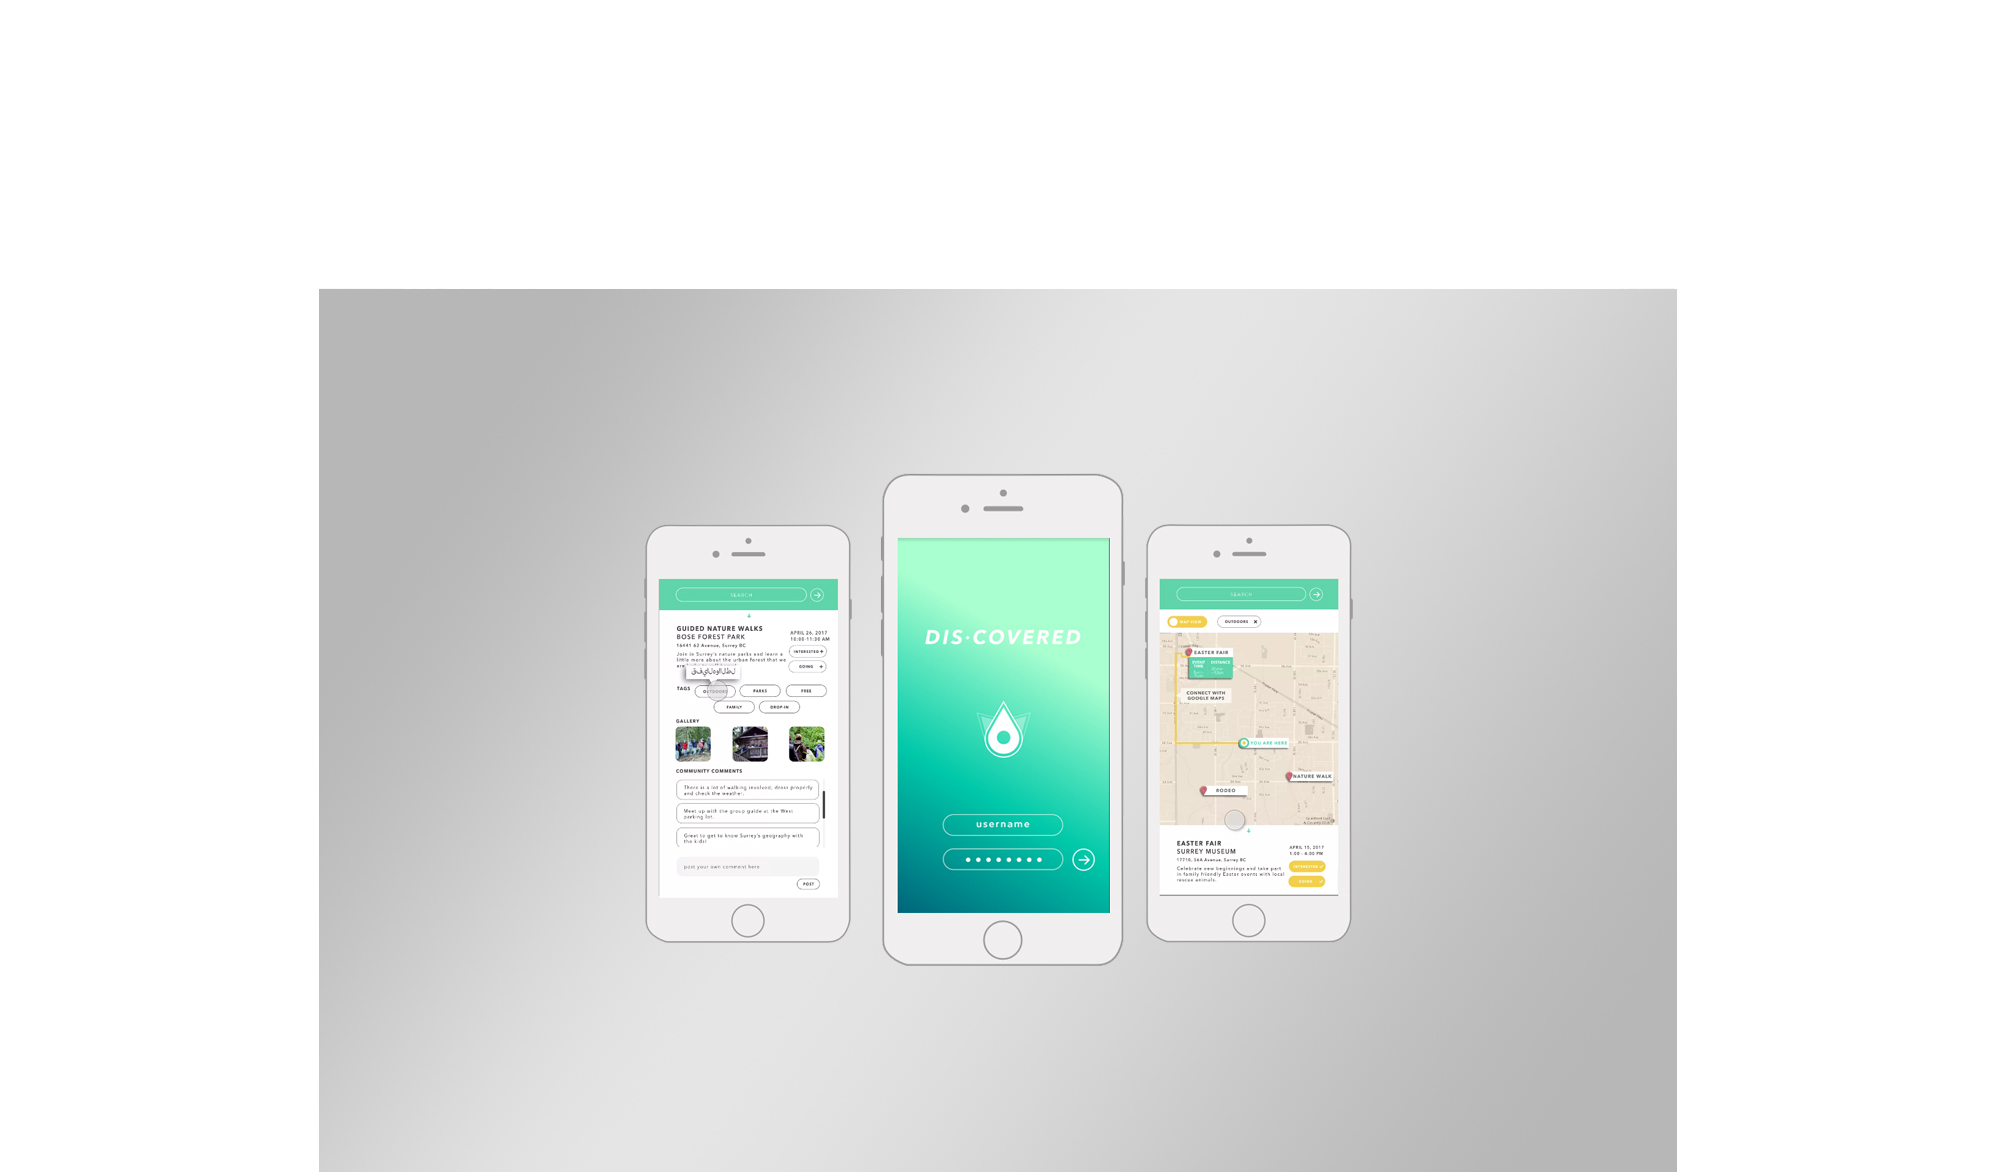 SEARCH
GUIDED NATURE WALKS
BOSE FOREST PARK
16441 62 Avenue, Surrey BC
APRIL 26, 2017
10:00-11:30 AM
Join in Surrey's nature parks and learn a
little more about the urban forest that we
INTERESTED +
GOING
TAGS
PARKS
FREE
FAMILY
DROP-IN
GALLERY
COMMUNITY COMMENTS
There is a lot of walking involved; dress properly
and check the weather.
Meet up with the group guide at the West
parking lot.
Great to get to know Surrey's geography with
the kids!
post your own comment here
POST
DIS·COVERED
username
SEARCH
MAP VIEW
OUTDOORS ×
EASTER FAIR
EVENT
TIME
DISTANCE
CONNECT WITH
GOOGLE MAPS
YOU ARE HERE
NATURE WALK
RODEO
EASTER FAIR
SURREY MUSEUM
17710, 56A Avenue, Surrey BC
APRIL 15, 2017
1:00 - 4:00 PM
Celebrate new beginnings and take part
in family friendly Easter events with local
rescue animals.
INTERESTED ✓
GOING ✓